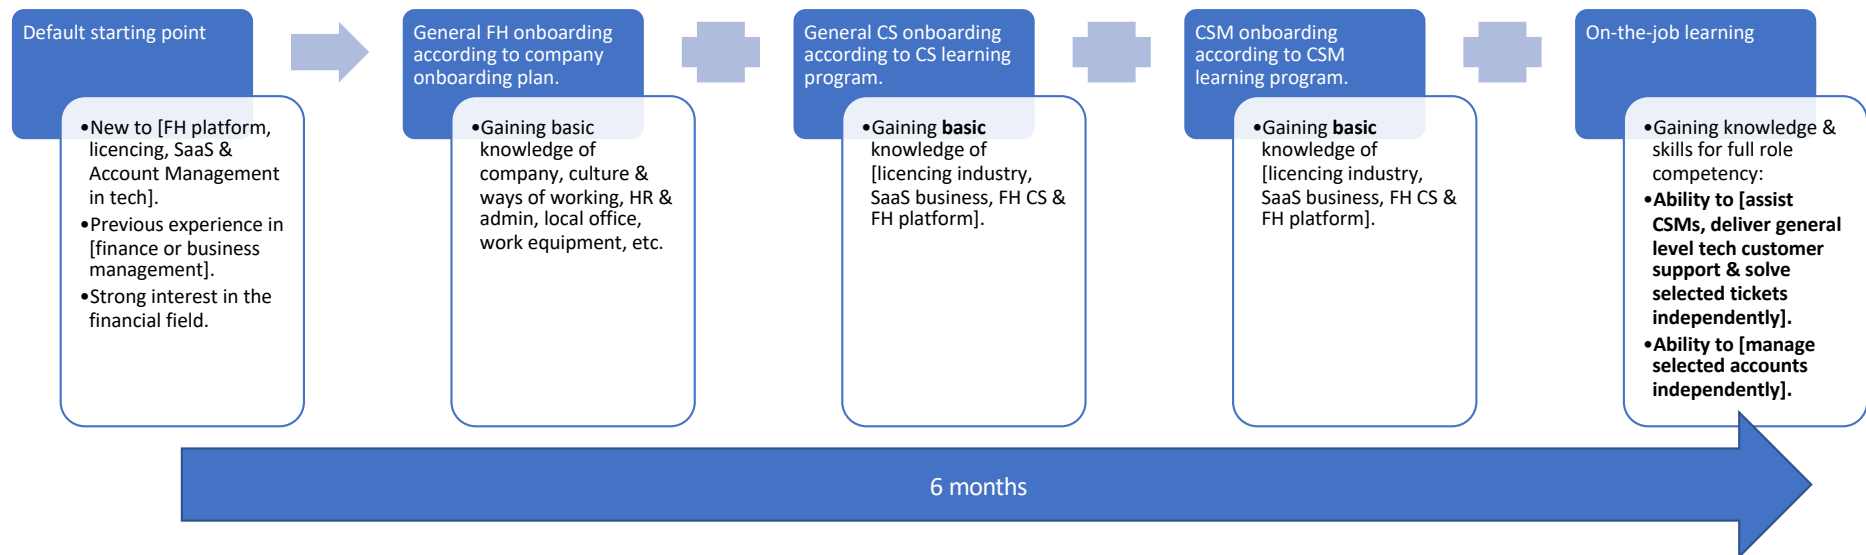 Default starting point
•New to [FH platform,
licencing, SaaS &
Account Management
in tech].
•Previous experience in
[finance or business
management].
•Strong interest in the
financial field.
General FH onboarding
according to company
onboarding plan.
•Gaining basic
knowledge of
company, culture &
ways of working, HR &
admin, local office,
work equipment, etc.
General CS onboarding
according to CS learning
program.
•Gaining basic
knowledge of
[licencing industry,
SaaS business, FH CS &
FH platform].
CSM onboarding
according to CSM
learning program.
•Gaining basic
knowledge of
[licencing industry,
SaaS business, FH CS &
FH platform].
On-the-job learning
•Gaining knowledge &
skills for full role
competency:
•Ability to [assist
CSMs, deliver general
level tech customer
support & solve
selected tickets
independently].
•Ability to [manage
selected accounts
independently].
6 months